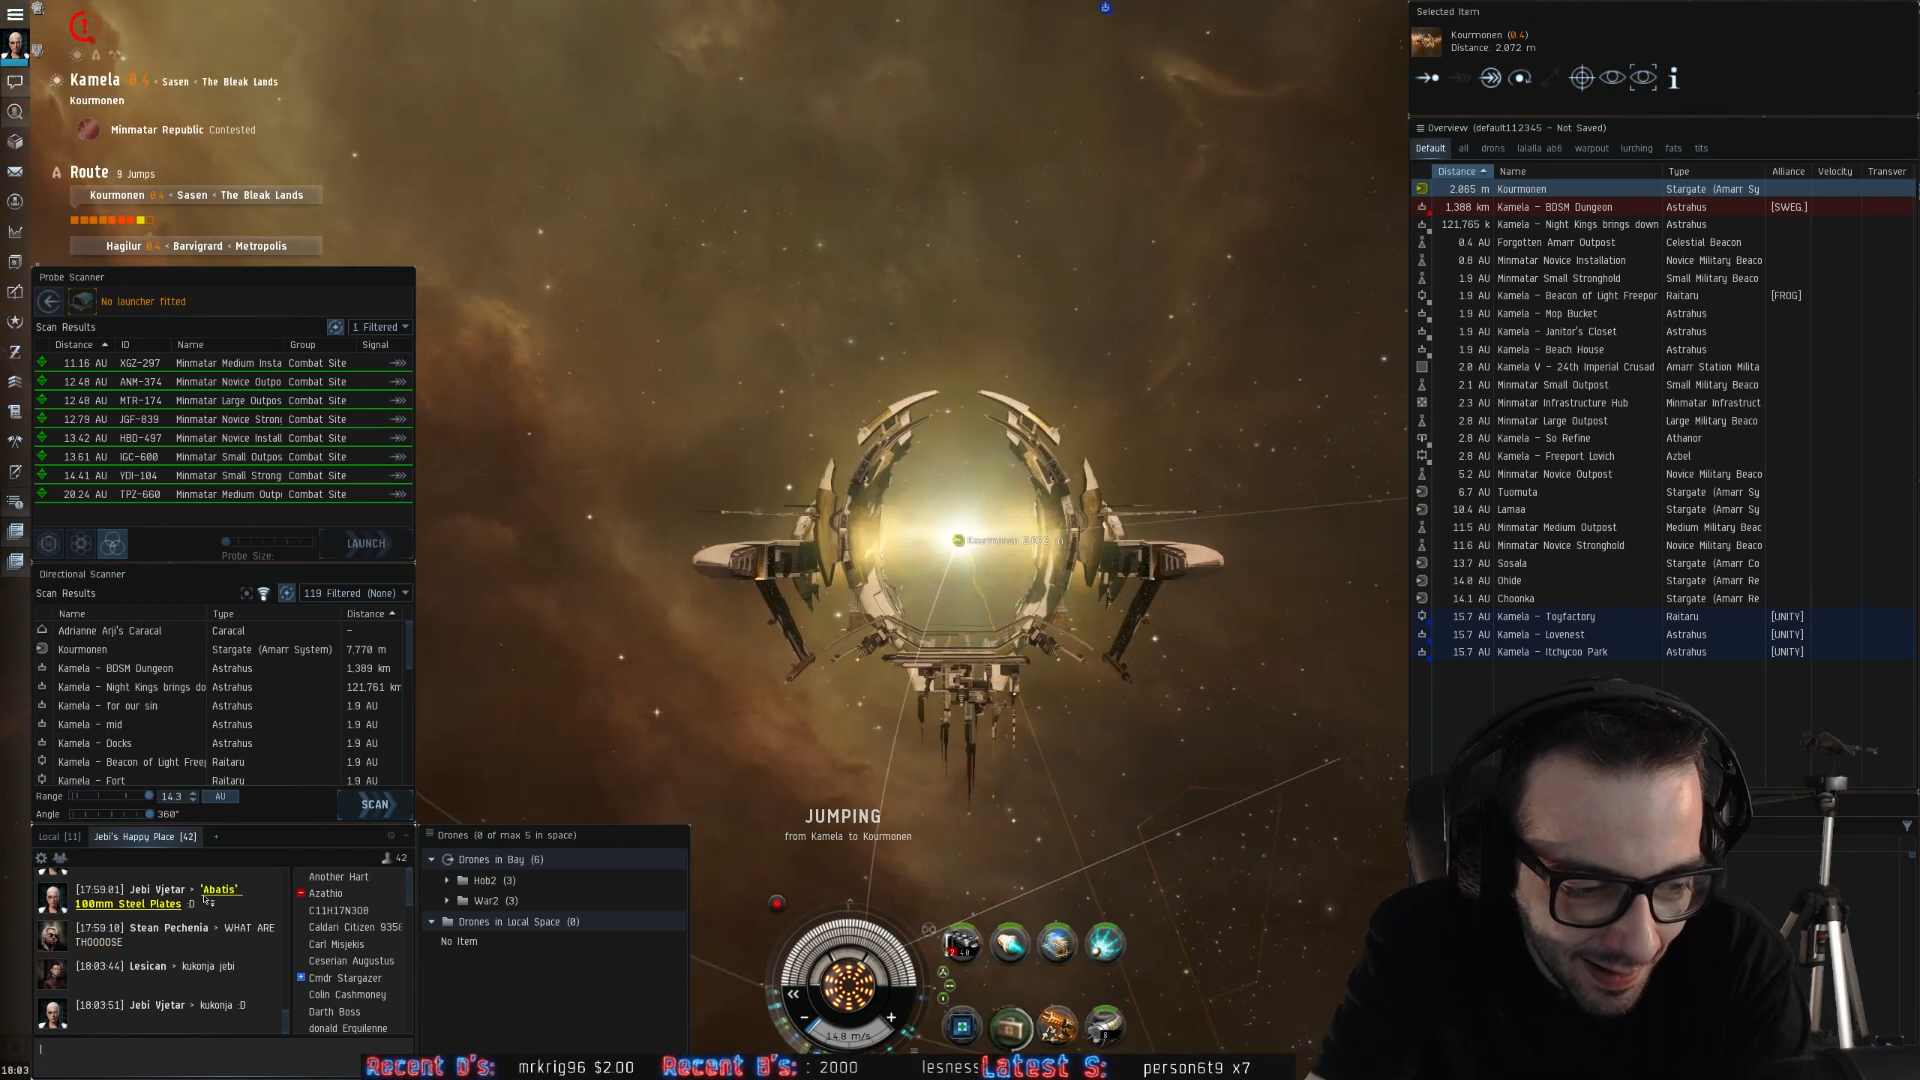 Kamela 0.4 < Sasen < The Bleak Lands
Kourmonen
Minmatar Republic Contested
Route 9 Jumps
Kourmonen 0.4 < Sasen < The Bleak Lands
Hagilur 0.4 < Barvigrard < Metropolis
Probe Scanner
No launcher fitted
Scan Results 1 Filtered
Distance ID Name Group Signal
11.16 AU XGZ-297 Minmatar Medium Insta Combat Site
12.48 AU ANM-374 Minmatar Novice Outpo Combat Site
12.48 AU MTR-174 Minmatar Large Outpos Combat Site
12.79 AU JGF-839 Minmatar Novice Stron Combat Site
13.42 AU HBD-497 Minmatar Novice Install Combat Site
13.61 AU IGC-600 Minmatar Small Outpos Combat Site
14.41 AU YDI-104 Minmatar Small Strong Combat Site
20.24 AU TPZ-660 Minmatar Medium Outp Combat Site
Probe Size:
LAUNCH
Directional Scanner
Scan Results 119 Filtered (None)
Name Type Distance
Adrianne Arji's Caracal Caracal -
Kourmonen Stargate (Amarr System) 7,770 m
Kamela - BDSM Dungeon Astrahus 1,389 km
Kamela - Night Kings brings do Astrahus 121,761 km
Kamela - for our sin Astrahus 1.9 AU
Kamela - mid Astrahus 1.9 AU
Kamela - Docks Astrahus 1.9 AU
Kamela - Beacon of Light Free Raitaru 1.9 AU
Kamela - Fort Raitaru 1.9 AU
Range 14.3 AU
Angle 360°
SCAN
Local [11] Jebi's Happy Place [42] +
42
[17:59:01] Jebi Vjetar > 'Abatis'
100mm Steel Plates :D
[17:59:10] Stean Pechenia > WHAT ARE
THOOOOSE
[18:03:44] Lesican > kukonja jebi
[18:03:51] Jebi Vjetar > kukonja :D
Another Hart
Azathio
C11H17N3O8
Caldari Citizen 9356
Carl Misjekis
Ceserian Augustus
Cmdr Stargazer
Colin Cashmoney
Darth Boss
donald Erquilenne
18:03
Drones (0 of max 5 in space)
Drones in Bay (6)
Hob2 (3)
War2 (3)
Drones in Local Space (0)
No Item
Kourmonen 2,072 m
JUMPING
from Kamela to Kourmonen
148 m/s
Recent D's: mrkrig96 $2.00 Recent B's: : 2000 lesness Latest S: person6t9 x7
Selected Item
Kourmonen (0.4)
Distance: 2,072 m
Overview (default112345 - Not Saved)
Default all drons lalalla ab6 warpout lurching fats tits
Distance Name Type Alliance Velocity Transver
2,065 m Kourmonen Stargate (Amarr Sy
1,388 km Kamela - BDSM Dungeon Astrahus [SWEG.]
121,765 k Kamela - Night Kings brings down Astrahus
0.4 AU Forgotten Amarr Outpost Celestial Beacon
0.8 AU Minmatar Novice Installation Novice Military Beaco
1.9 AU Minmatar Small Stronghold Small Military Beaco
1.9 AU Kamela - Beacon of Light Freepor Raitaru [FROG]
1.9 AU Kamela - Mop Bucket Astrahus
1.9 AU Kamela - Janitor's Closet Astrahus
1.9 AU Kamela - Beach House Astrahus
2.0 AU Kamela V - 24th Imperial Crusad Amarr Station Milita
2.1 AU Minmatar Small Outpost Small Military Beaco
2.3 AU Minmatar Infrastructure Hub Minmatar Infrastruct
2.8 AU Minmatar Large Outpost Large Military Beaco
2.8 AU Kamela - So Refine Athanor
2.8 AU Kamela - Freeport Lovich Azbel
5.2 AU Minmatar Novice Outpost Novice Military Beaco
6.7 AU Tuomuta Stargate (Amarr Sy
10.4 AU Lamaa Stargate (Amarr Sy
11.5 AU Minmatar Medium Outpost Medium Military Beac
11.6 AU Minmatar Novice Stronghold Novice Military Beaco
13.7 AU Sosala Stargate (Amarr Co
14.0 AU Ohide Stargate (Amarr Re
14.1 AU Choonka Stargate (Amarr Re
15.7 AU Kamela - Toyfactory Raitaru [UNITY]
15.7 AU Kamela - Lovenest Astrahus [UNITY]
15.7 AU Kamela - Itchycoo Park Astrahus [UNITY]